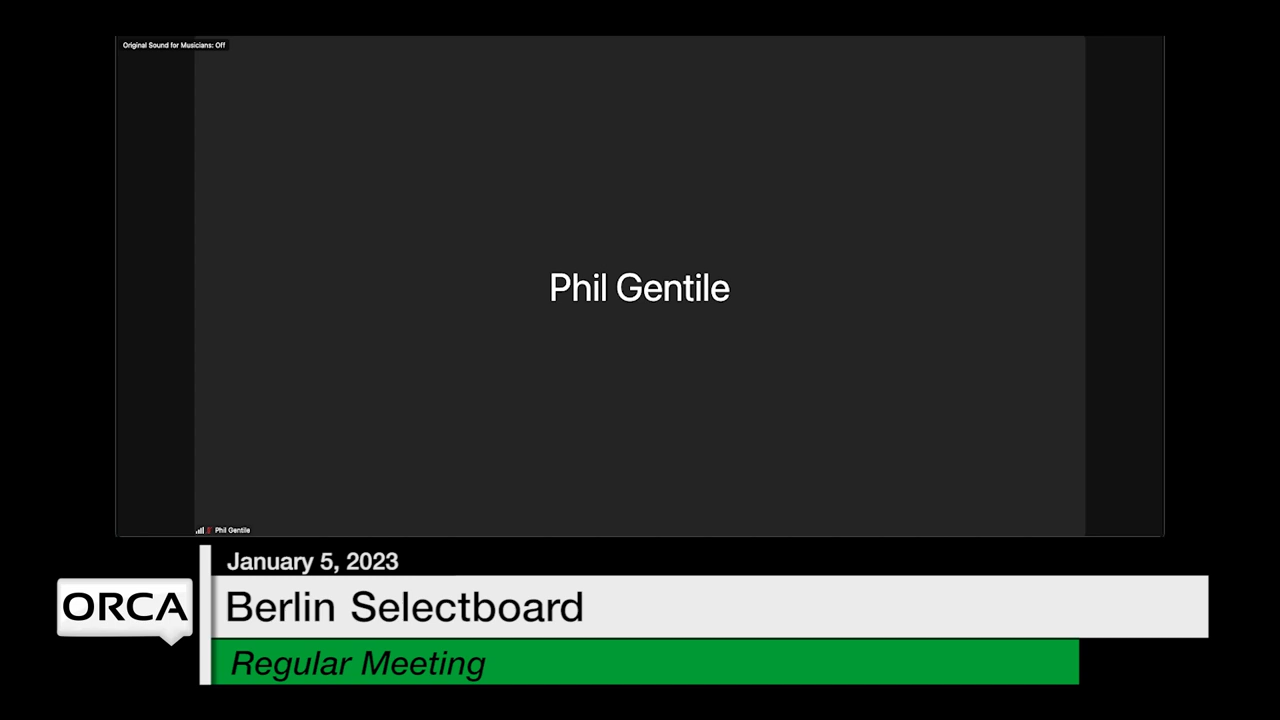 Original Sound for Musicians: Off
Phil Gentile
Phil Gentile
January 5, 2023
ORCA
Berlin Selectboard
Regular Meeting